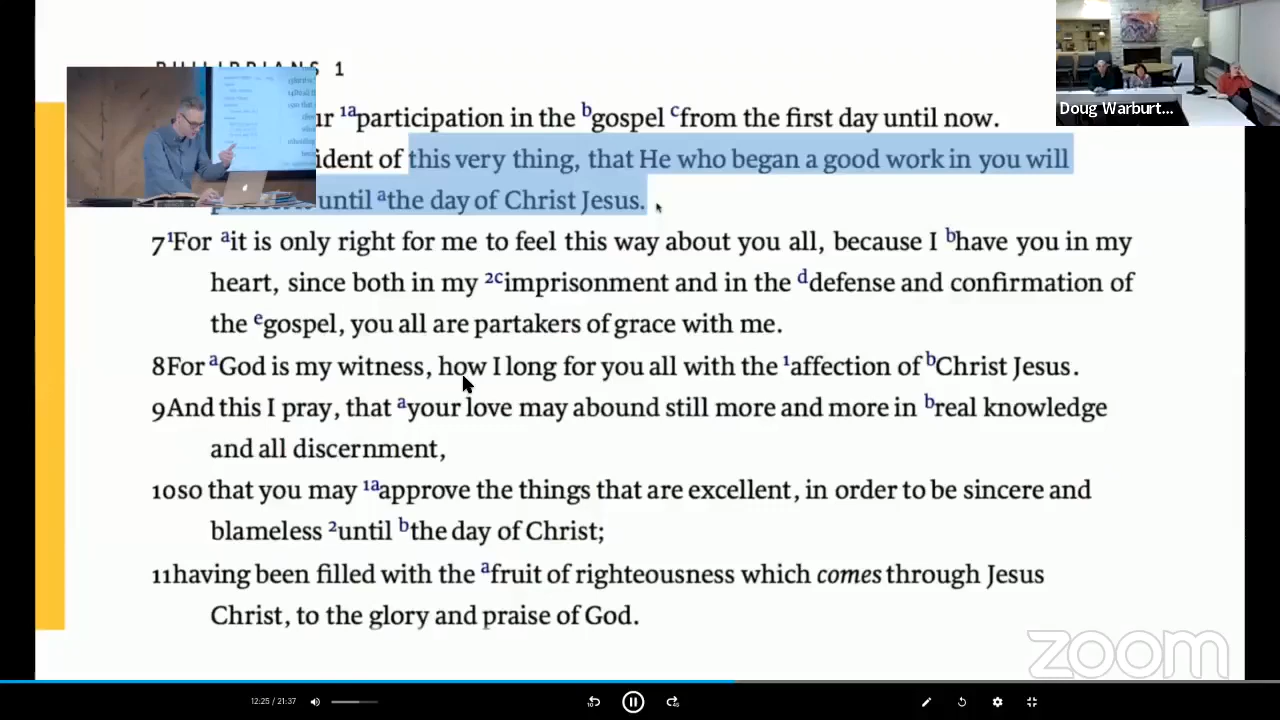 1
Doug Warburt...
ır 1aparticipation in the bgospel cfrom the first day until now.
ident of this very thing, that He who began a good work in you will
until athe day of Christ Jesus.
71For ait is only right for me to feel this way about you all, because I bhave you in my
heart, since both in my 2cimprisonment and in the ddefense and confirmation of
the egospel, you all are partakers of grace with me.
8For aGod is my witness, how I long for you all with the 1affection of bChrist Jesus.
9And this I pray, that ayour love may abound still more and more in breal knowledge
and all discernment,
10so that you may 1aapprove the things that are excellent, in order to be sincere and
blameless 2until bthe day of Christ;
11having been filled with the afruit of righteousness which comes through Jesus
Christ, to the glory and praise of God.
zoom
12:25 / 21:37